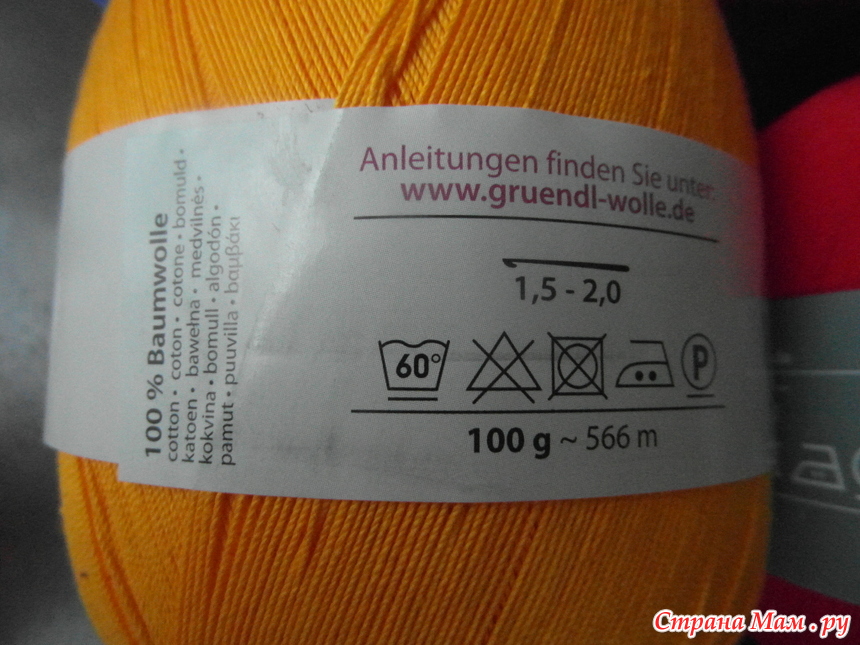 Anleitungen finden Sie unter:
www.gruendl-wolle.de
1,5 - 2,0
60°
P
100 g ~ 566 m
100 % Baumwolle
cotton • coton • cotone • bomuld •
katoen • bawełna • medvilnės •
kokvina • bomull • algodón •
pamut • puuvilla • βαμβάκι
Страна Мам.ру